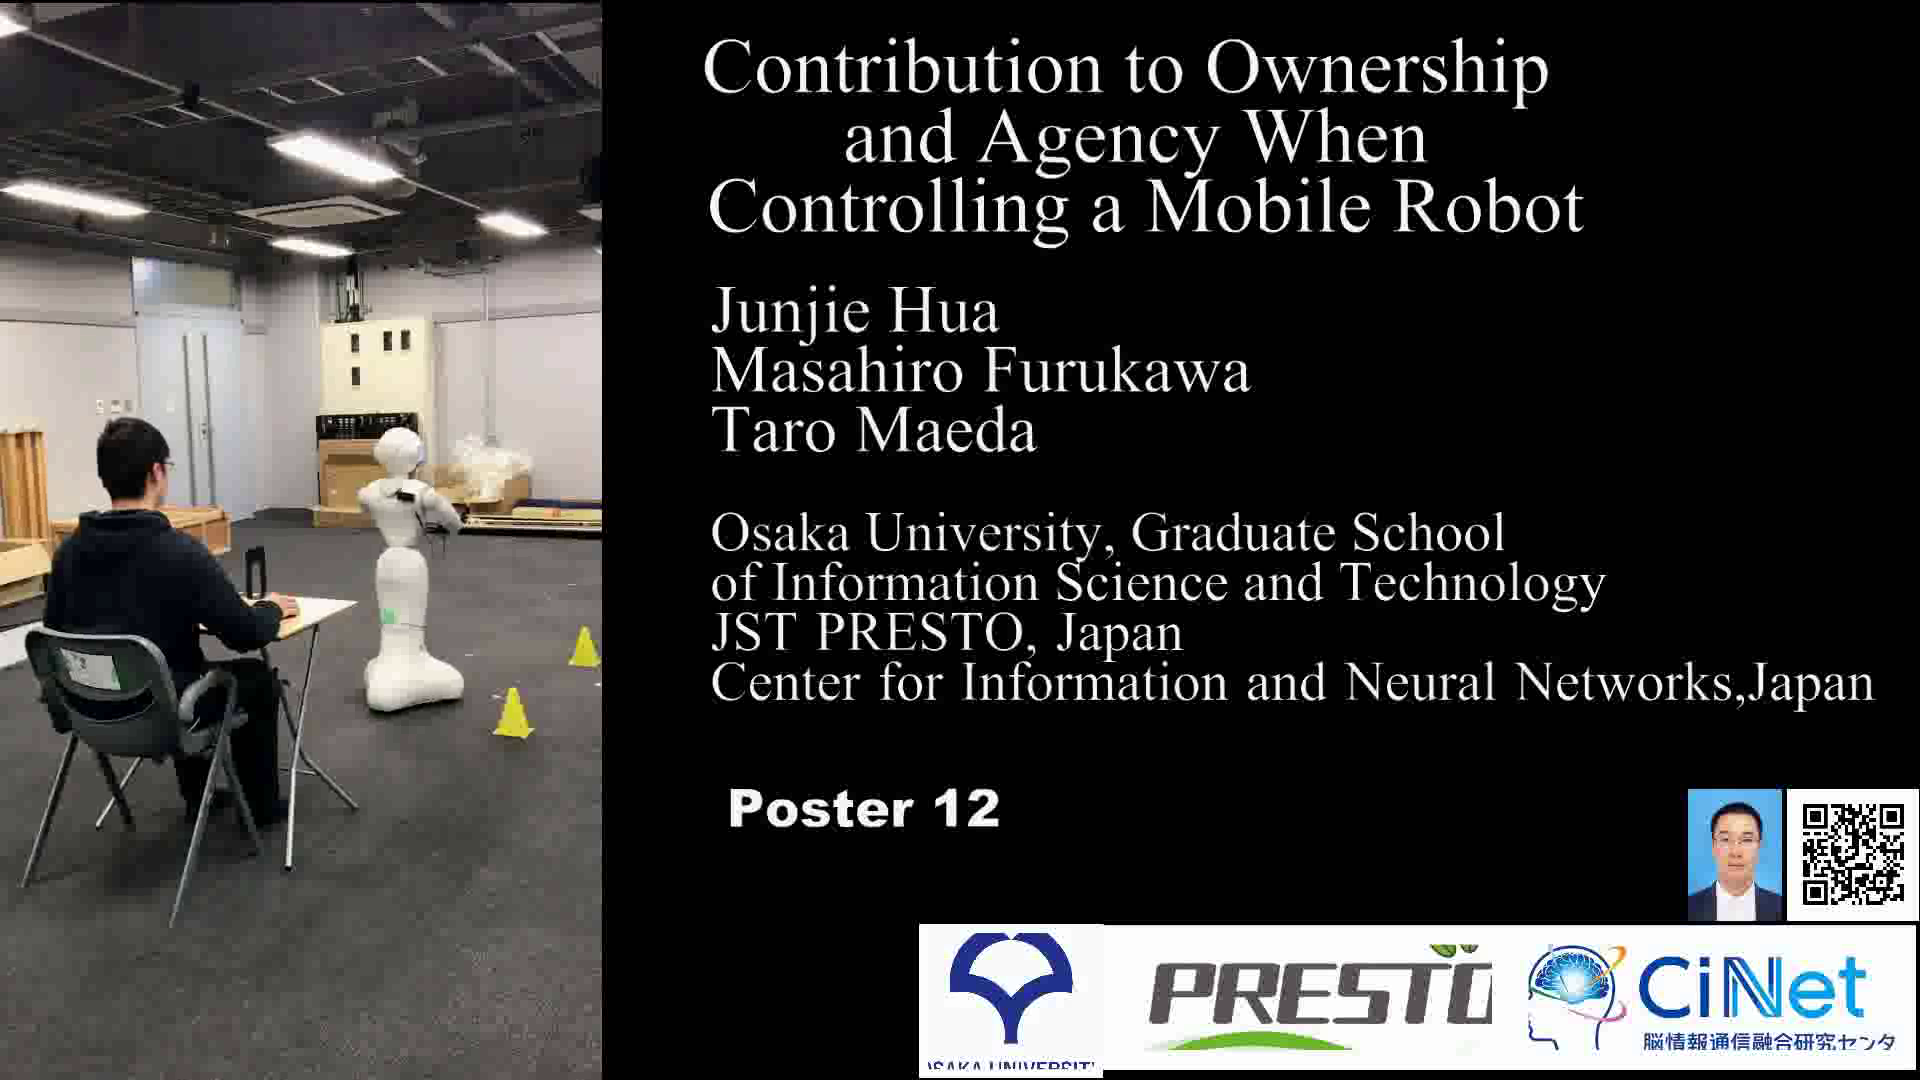 Contribution to Ownership
and Agency When
Controlling a Mobile Robot
Junjie Hua
Masahiro Furukawa
Taro Maeda
Osaka University, Graduate School
of Information Science and Technology
JST PRESTO, Japan
Center for Information and Neural Networks,Japan
Poster 12
OSAKA UNIVERSITY
PRESTO
CiNet
脳情報通信融合研究センタ